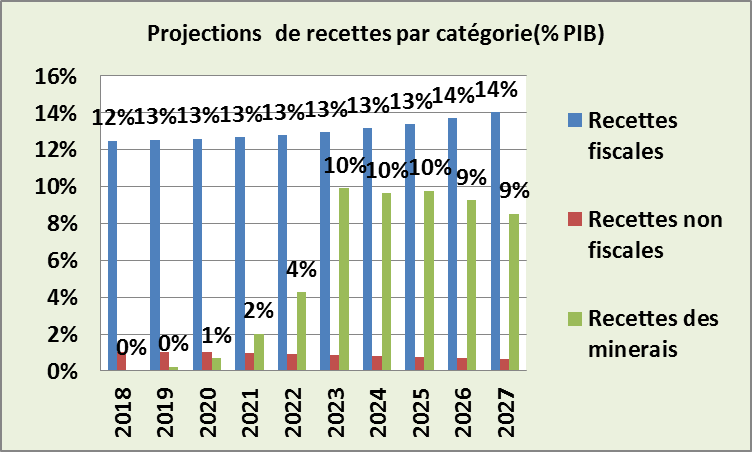 Projections de recettes par catégorie(% PIB)
16%
14%
12%
10%
8%
6%
4%
2%
0%
12% 13% 13% 13% 13% 13% 13% 13% 14% 14%
0% 0% 1% 2% 4% 10% 10% 10% 9% 9%
2018 2019 2020 2021 2022 2023 2024 2025 2026 2027
Recettes
fiscales
Recettes non
fiscales
Recettes des
minerais